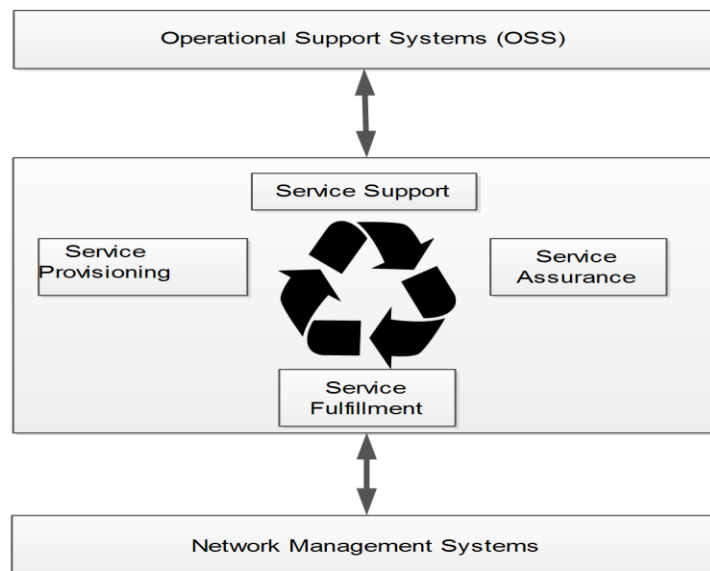 Operational Support Systems (OSS)
Service Support
Service
Provisioning
Service
Assurance
Service
Fulfillment
Network Management Systems